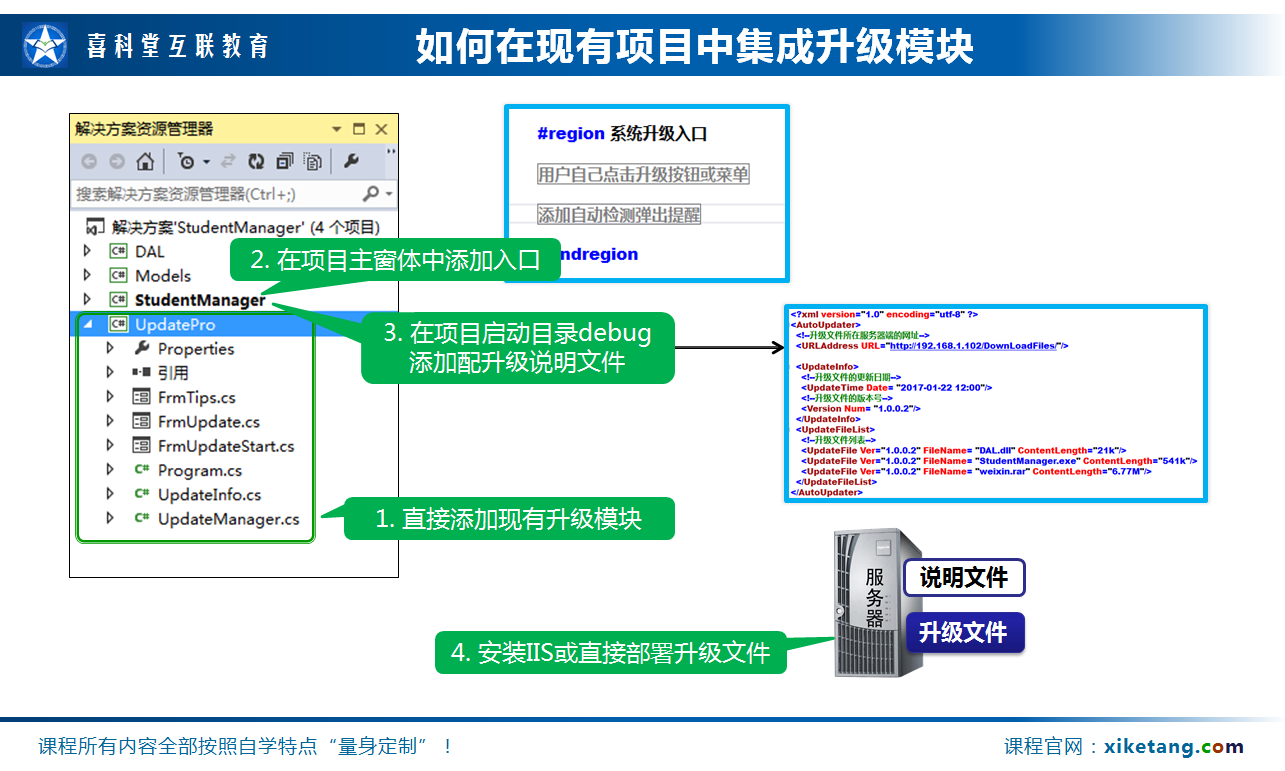 喜科堂互联教育
如何在现有项目中集成升级模块
解决方案资源管理器
搜索解决方案资源管理器(Ctrl+;)
解决方案'StudentManager' (4 个项目)
DAL
Models
StudentManager
UpdatePro
Properties
引用
FrmTips.cs
FrmUpdate.cs
FrmUpdateStart.cs
Program.cs
UpdateInfo.cs
UpdateManager.cs
#region 系统升级入口
用户自己点击升级按钮或菜单
添加自动检测弹出提醒
ndregion
2. 在项目主窗体中添加入口
3. 在项目启动目录debug
添加配升级说明文件
1. 直接添加现有升级模块
<?xml version="1.0" encoding="utf-8" ?>
<AutoUpdater>
<!--升级文件所在服务器端的网址-->
<URLAddress URL="http://192.168.1.102/DownLoadFiles/"/>
<UpdateInfo>
<!--升级文件的更新日期-->
<UpdateTime Date= "2017-01-22 12:00"/>
<!--升级文件的版本号-->
<Version Num= "1.0.0.2"/>
</UpdateInfo>
<UpdateFileList>
<!--升级文件列表-->
<UpdateFile Ver="1.0.0.2" FileName= "DAL.dll" ContentLength="21k"/>
<UpdateFile Ver="1.0.0.2" FileName= "StudentManager.exe" ContentLength="541k"/>
<UpdateFile Ver="1.0.0.2" FileName= "weixin.rar" ContentLength="6.77M"/>
</UpdateFileList>
</AutoUpdater>
服务器
说明文件
升级文件
4. 安装IIS或直接部署升级文件
课程所有内容全部按照自学特点“量身定制”！
课程官网：xiketang.com